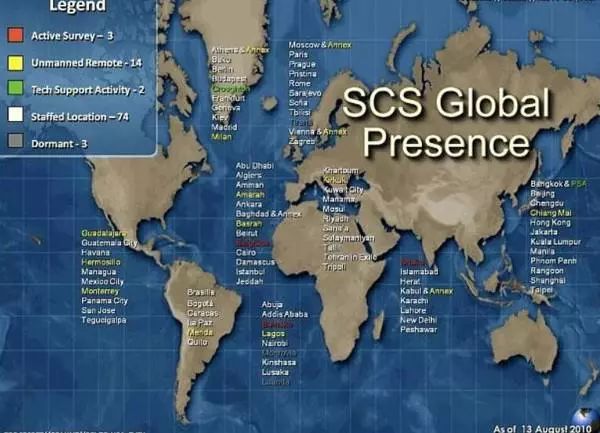 Legend
Active Survey – 3
Unmanned Remote - 14
Tech Support Activity – 2
Staffed Location – 74
Dormant - 3
SCS Global
Presence
Athens & Annex
Baku
Berlin
Budapest
Croughton
Frankfurt
Geneva
Kiev
Madrid
Milan
Moscow & Annex
Paris
Prague
Pristina
Rome
Sarajevo
Sofia
Tbilisi
Tirana
Vienna & Annex
Zagreb
Abu Dhabi
Algiers
Amman
Amarah
Ankara
Baghdad & Annex
Basrah
Beirut
Cairo
Damascus
Istanbul
Jeddah
Khartoum
Kirkuk
Kuwait City
Manama
Mosul
Riyadh
Sana'a
Sulaymaniyah
Talil
Tehran in Exile
Tripoli
Bangkok & PSA
Beijing
Chengdu
Chiang Mai
Hong Kong
Jakarta
Kuala Lumpur
Manila
Phnom Penh
Rangoon
Shanghai
Taipei
Guadalajara
Guatemala City
Havana
Hermosillo
Managua
Mexico City
Monterrey
Panama City
San Jose
Tegucigalpa
Brasilia
Bogota
Caracas
La Paz
Merida
Quito
Abuja
Addis Ababa
Lagos
Nairobi
Kinshasa
Lusaka
Luanda
Islamabad
Herat
Kabul & Annex
Karachi
Lahore
New Delhi
Peshawar
As of 13 August 2010